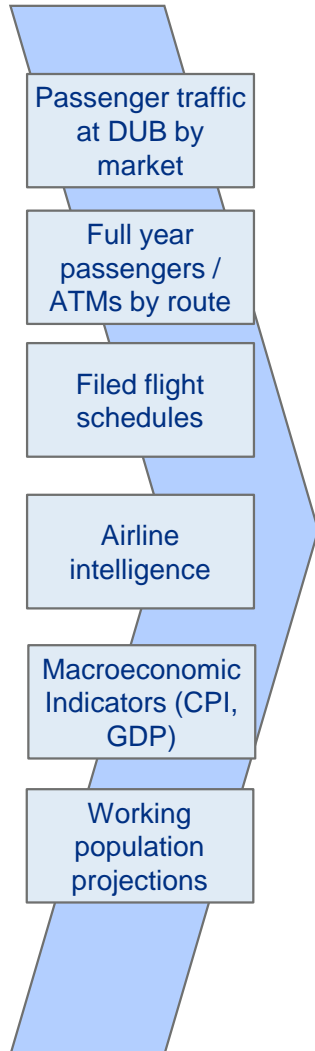 Passenger traffic
at DUB by
market
Full year
passengers /
ATMs by route
Filed flight
schedules
Airline
intelligence
Macroeconomic
Indicators (CPI,
GDP)
Working
population
projections